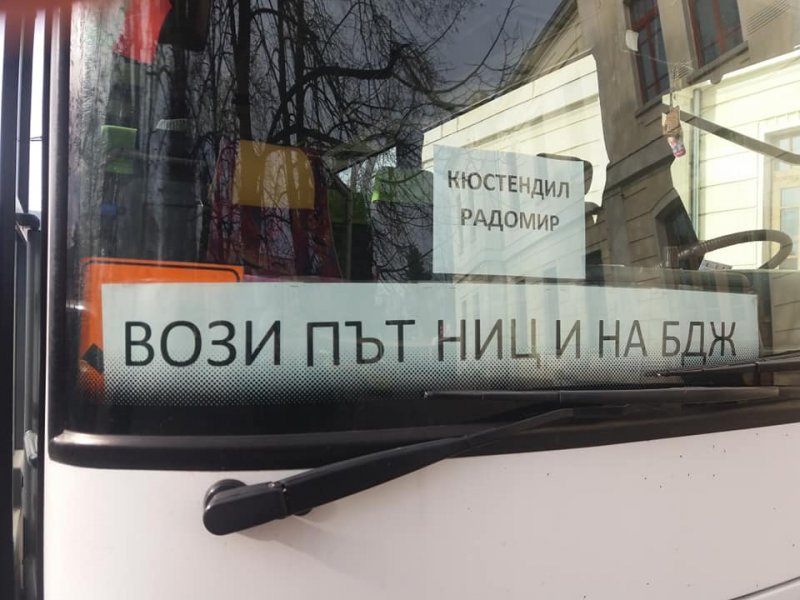 КЮСТЕНДИЛ
РАДОМИР
ВОЗИ ПЪТ НИЦ И НА БДЖ